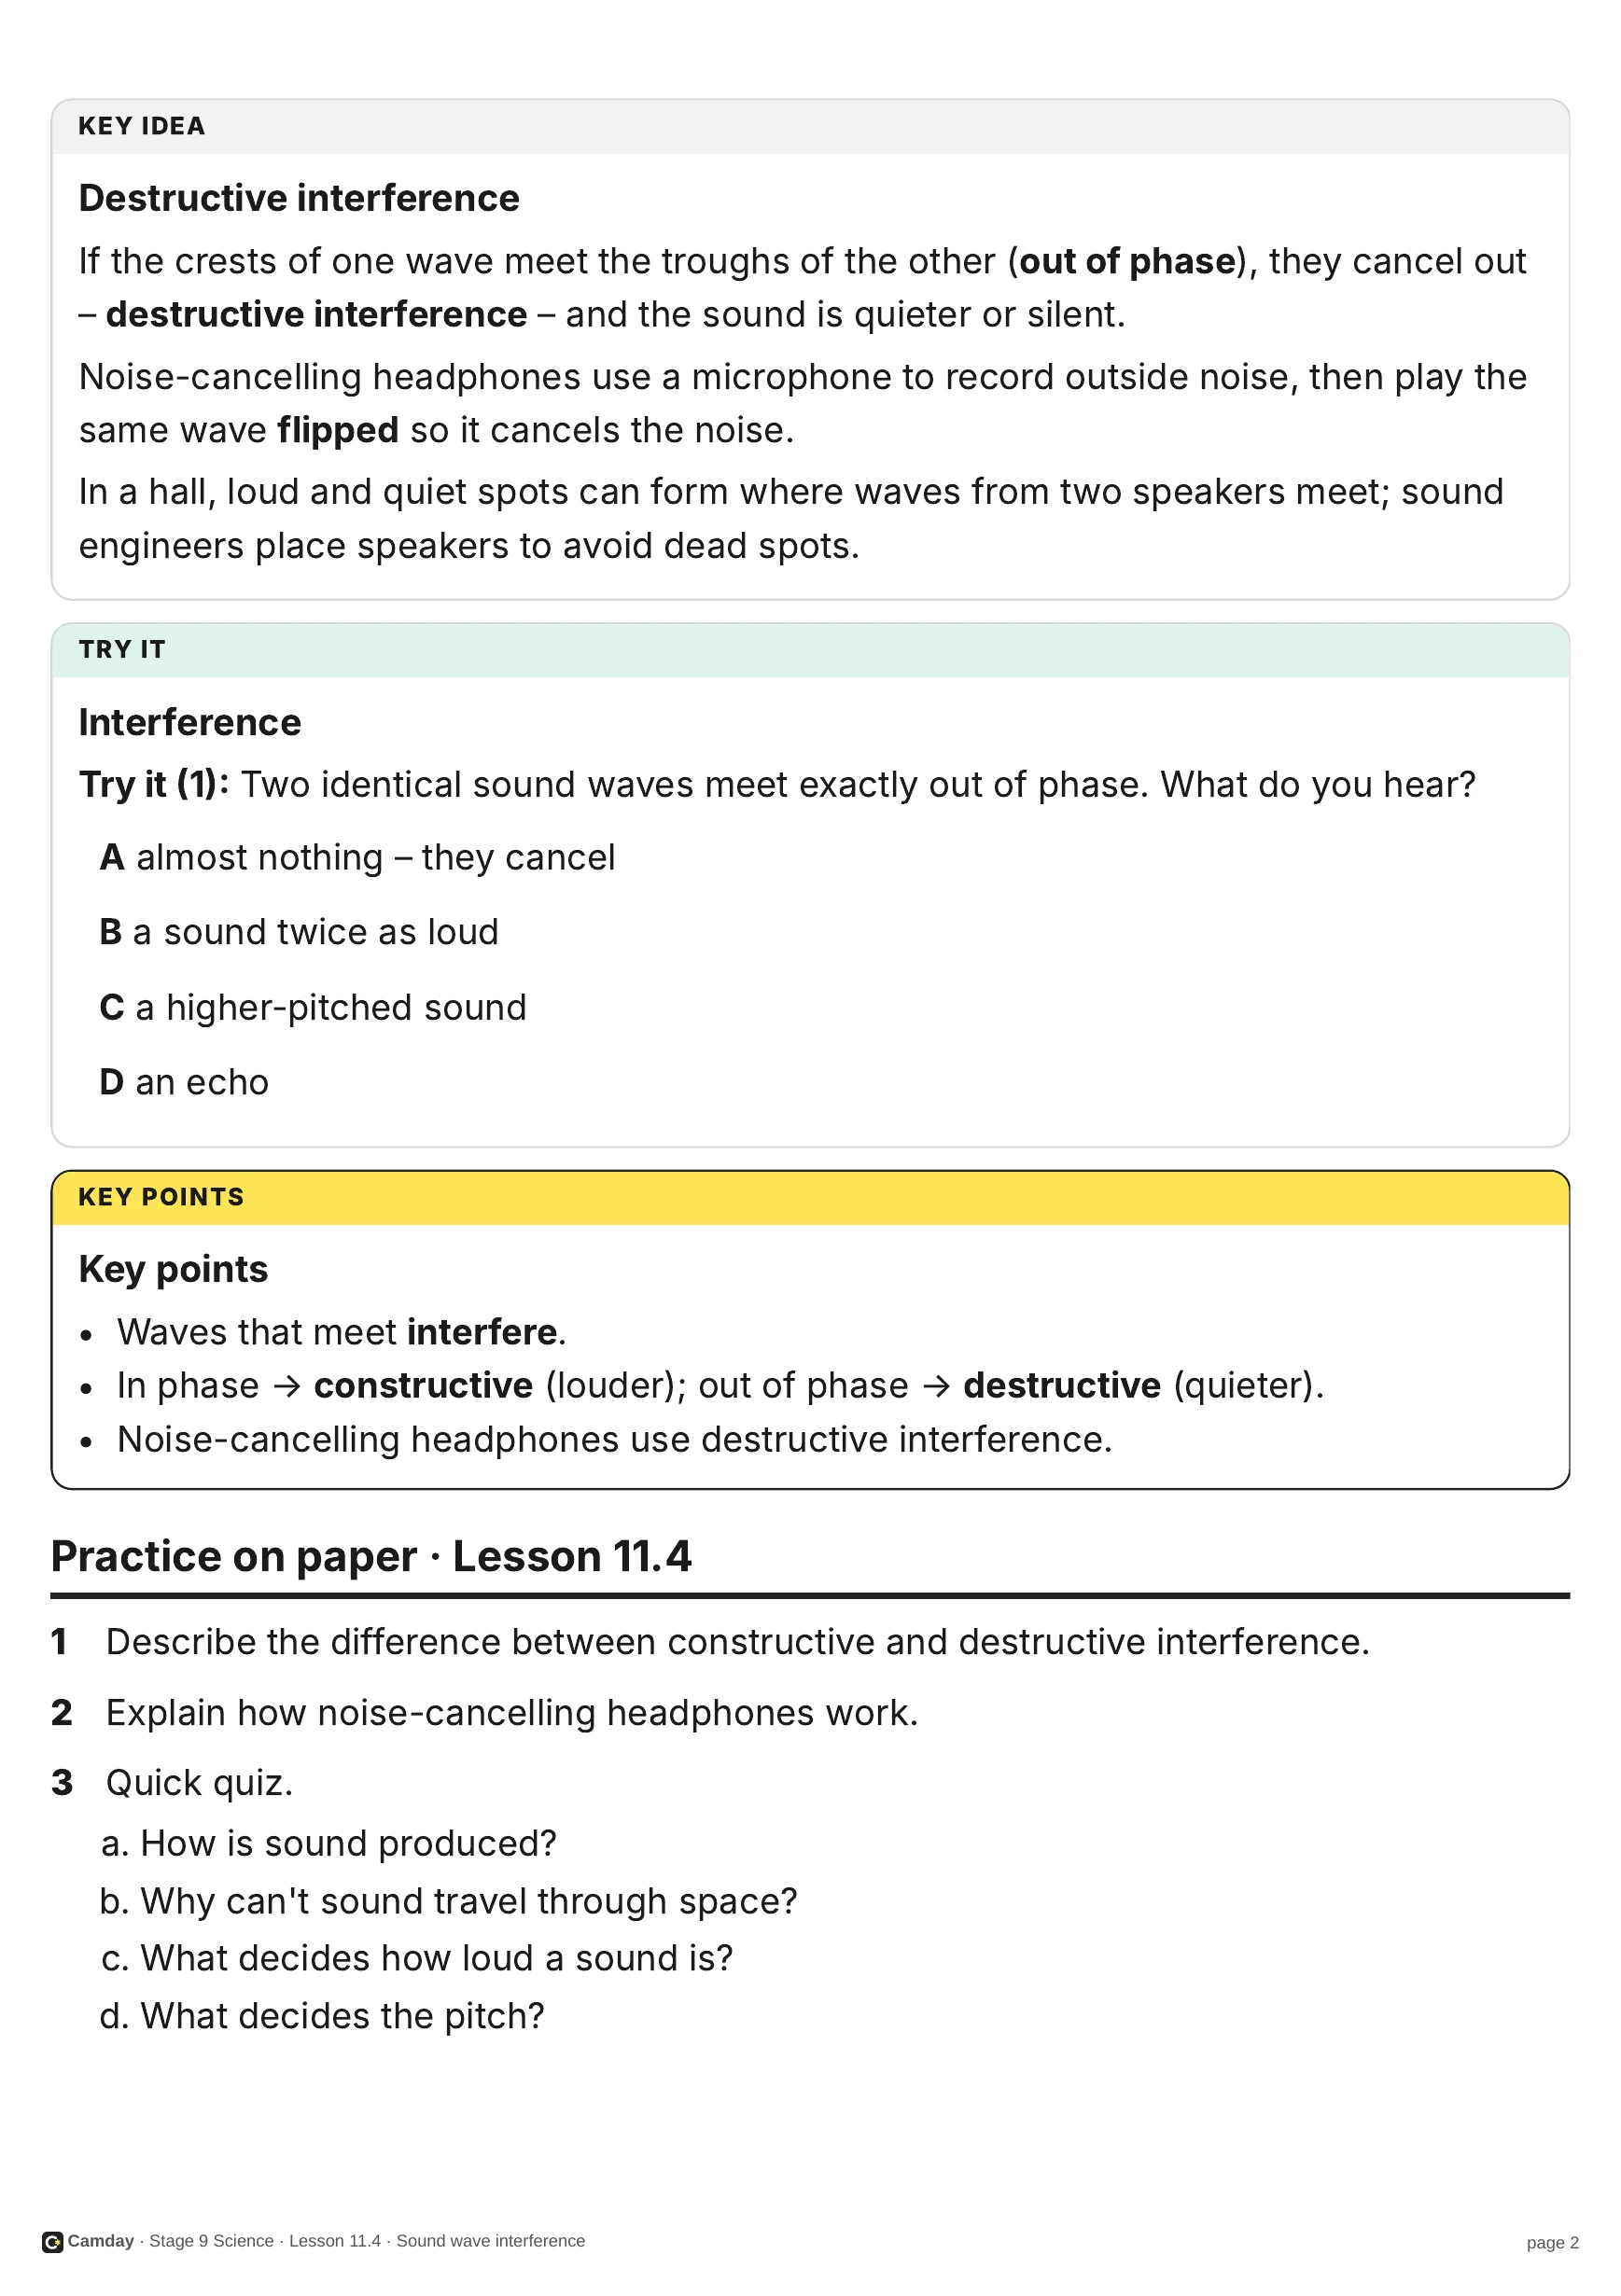 KEY IDEA
Destructive interference
If the crests of one wave meet the troughs of the other (out of phase), they cancel out
– destructive interference – and the sound is quieter or silent.
Noise-cancelling headphones use a microphone to record outside noise, then play the
same wave flipped so it cancels the noise.
In a hall, loud and quiet spots can form where waves from two speakers meet; sound
engineers place speakers to avoid dead spots.
TRY IT
Interference
Try it (1): Two identical sound waves meet exactly out of phase. What do you hear?
A almost nothing – they cancel
B a sound twice as loud
C a higher-pitched sound
D an echo
KEY POINTS
Key points
• Waves that meet interfere.
• In phase → constructive (louder); out of phase → destructive (quieter).
• Noise-cancelling headphones use destructive interference.
Practice on paper · Lesson 11.4
1 Describe the difference between constructive and destructive interference.
2 Explain how noise-cancelling headphones work.
3 Quick quiz.
a. How is sound produced?
b. Why can't sound travel through space?
c. What decides how loud a sound is?
d. What decides the pitch?
Camday · Stage 9 Science · Lesson 11.4 · Sound wave interference
page 2